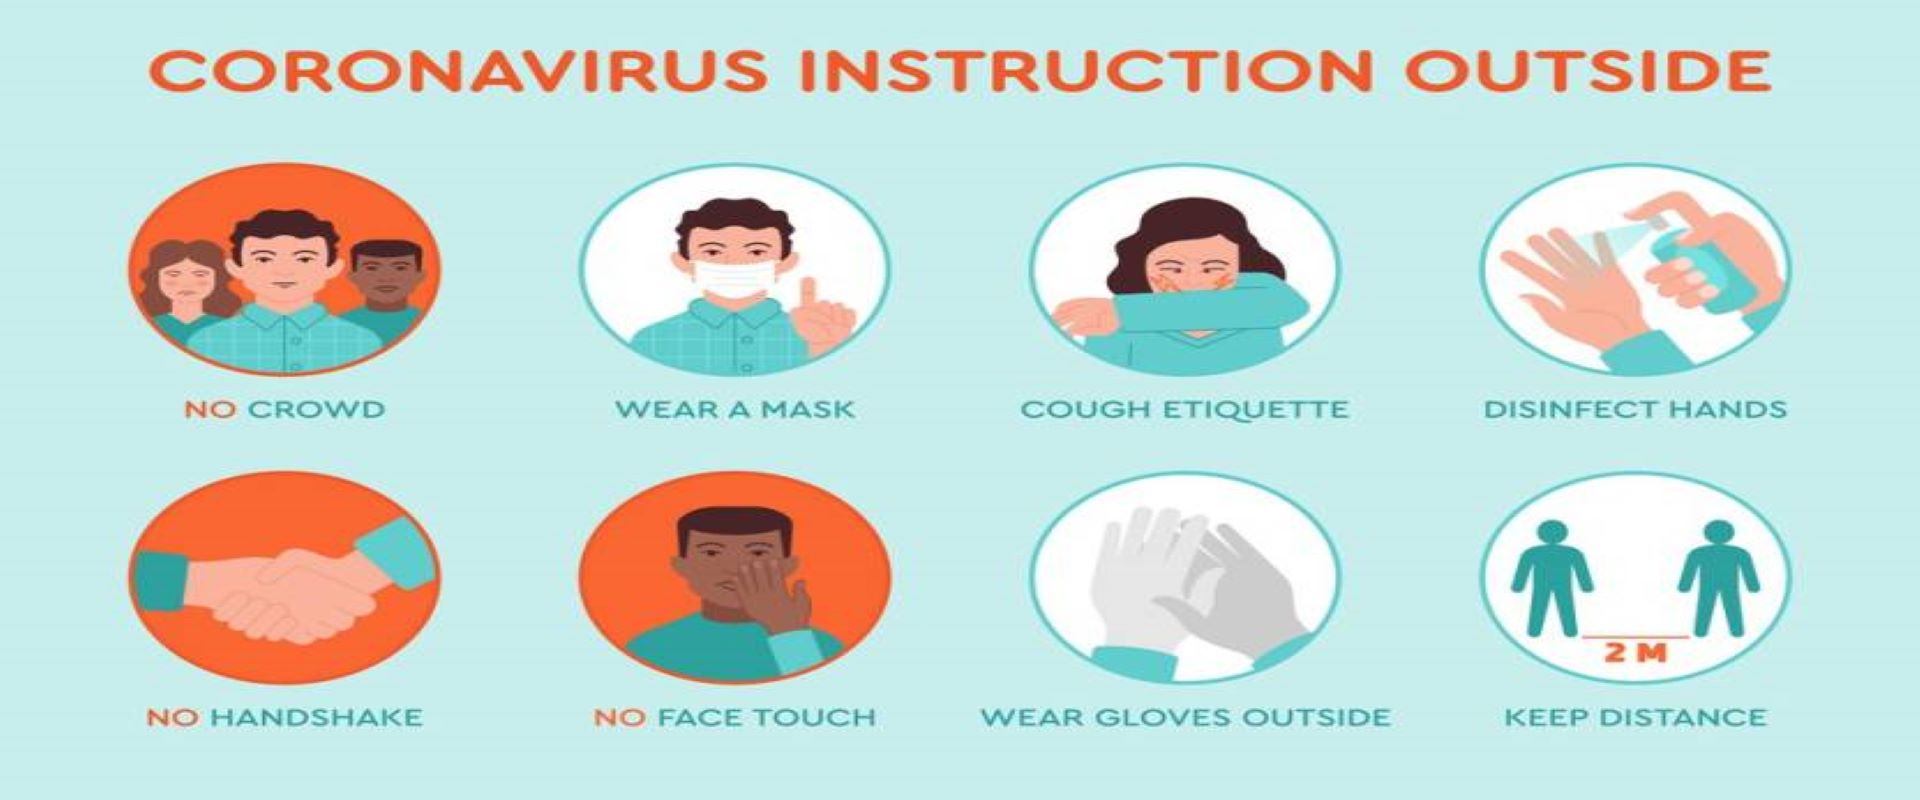 CORONAVIRUS INSTRUCTION OUTSIDE
NO CROWD
WEAR A MASK
COUGH ETIQUETTE
DISINFECT HANDS
NO HANDSHAKE
NO FACE TOUCH
WEAR GLOVES OUTSIDE
2 M
KEEP DISTANCE